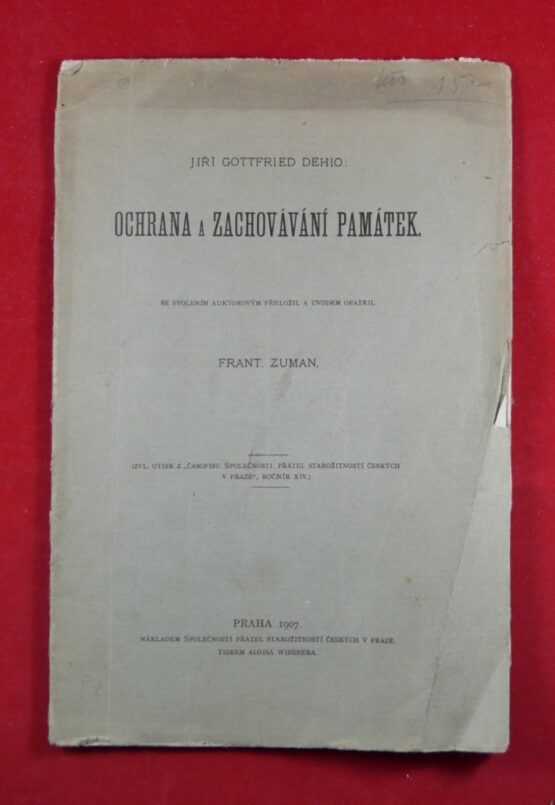 15.-
JIŘÍ GOTTFRIED DEHIO:
OCHRANA A ZACHOVÁVÁNÍ PAMÁTEK.
SE SVOLENÍM AUKTOROVÝM PŘELOŽIL A ÚVODEM OPATŘIL
FRANT. ZUMAN.
(ZVL. OTISK Z „ČASOPISU SPOLEČNOSTI PŘÁTEL STAROŽITNOSTÍ ČESKÝCH
V PRAZE“, ROČNÍK XIV.)
PRAHA 1907.
NÁKLADEM SPOLEČNOSTI PŘÁTEL STAROŽITNOSTÍ ČESKÝCH V PRAZE.
TISKEM ALOISA WIESNERA.